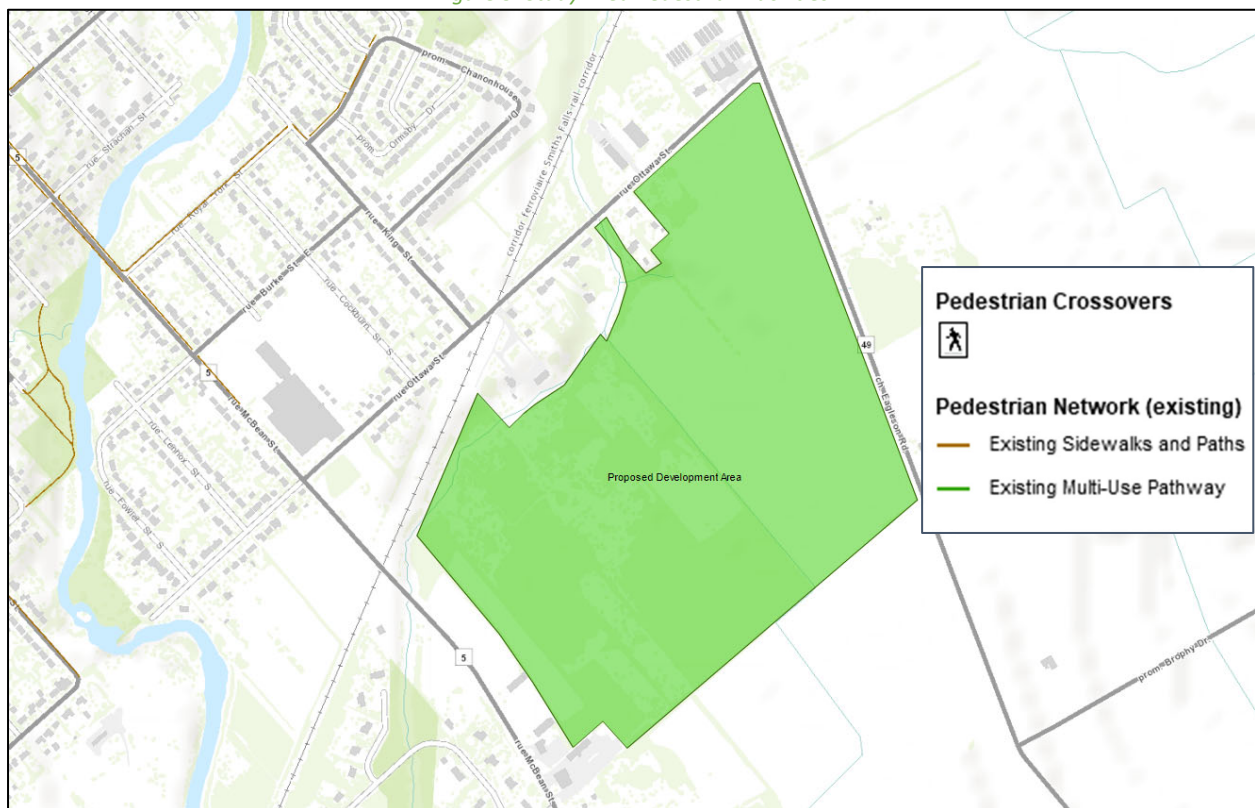 prom Chanonhouse Dr
prom Ormsby Dr
corridor ferroviaire Smiths Falls rail corridor
rue Strachan St
5
rue Royal York St
rue Ottawa St
rue King St
rue Burke St E
rue Cockburn St S
rue Ottawa St
5
rue McBean St
rue Lennox St S
rue Fowler St S
49
ch Eagleson Rd
Proposed Development Area
Pedestrian Crossovers
Pedestrian Network (existing)
Existing Sidewalks and Paths
Existing Multi-Use Pathway
St
5
prom Brophy Dr
rue McBean St